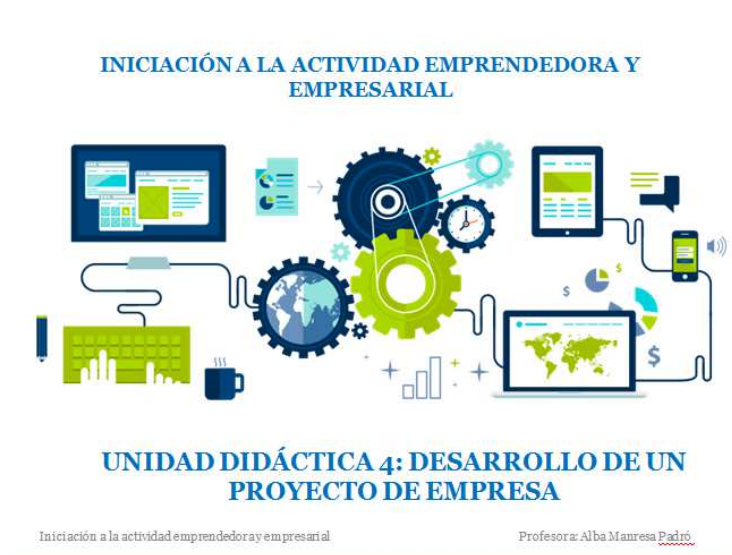 INICIACIÓN A LA ACTIVIDAD EMPRENDEDORA Y
EMPRESARIAL
UNIDAD DIDÁCTICA 4: DESARROLLO DE UN
PROYECTO DE EMPRESA
Iniciación a la actividad emprendedora y empresarial
Profesora: Alba Manresa Padró